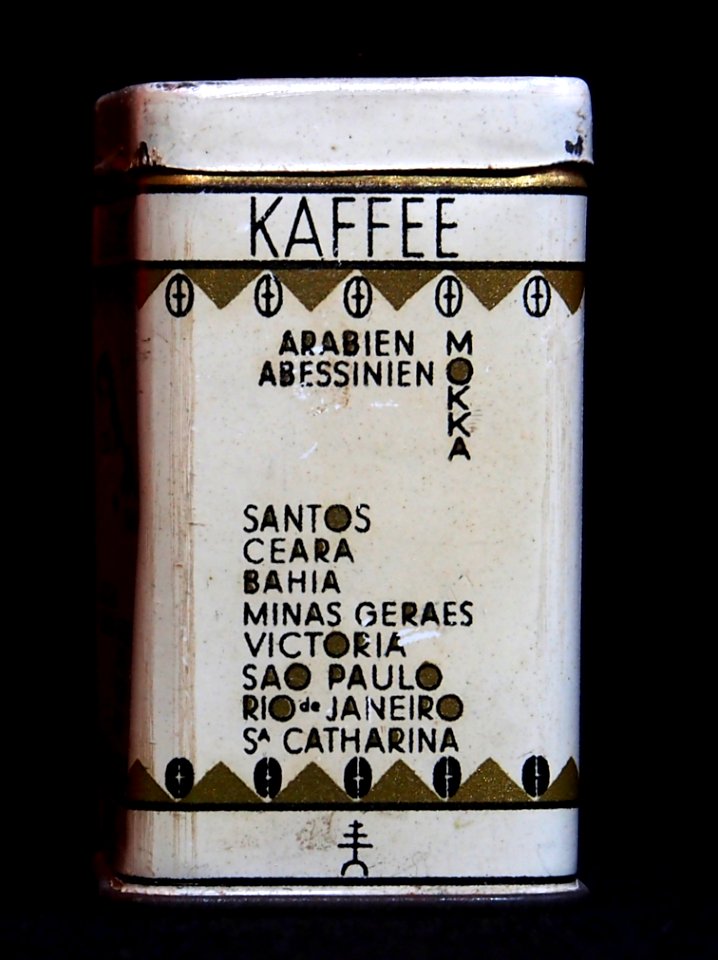 KAFFEE
ARABIEN
ABESSINIEN
MOKKA
SANTOS
CEARA
BAHIA
MINAS GERAES
VICTORIA
SAO PAULO
RIO de JANEIRO
SA CATHARINA